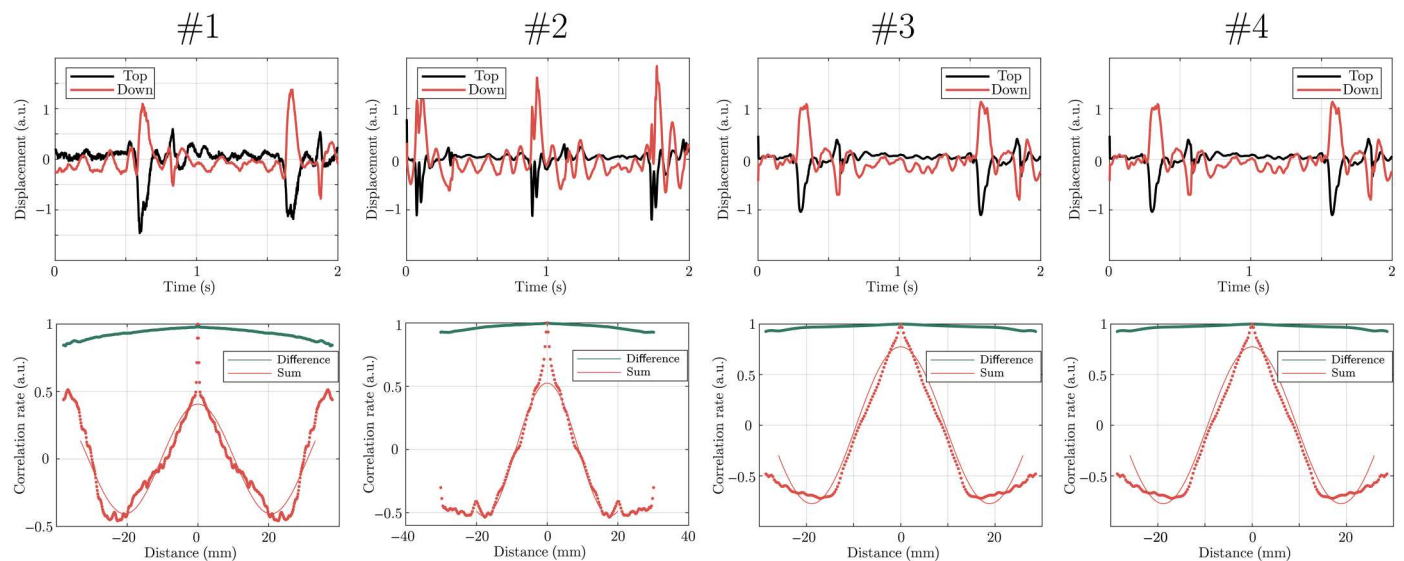 #1
#2
#3
#4
Displacement (a.u.)
Top
Down
1
0
−1
0
1
2
Time (s)
Displacement (a.u.)
Top
Down
1
0
−1
0
1
2
Time (s)
Displacement (a.u.)
Top
Down
1
0
−1
0
1
2
Time (s)
Displacement (a.u.)
Top
Down
1
0
−1
0
1
2
Time (s)
Correlation rate (a.u.)
Difference
Sum
1
0.5
0
−0.5
−20
0
20
Distance (mm)
Correlation rate (a.u.)
Difference
Sum
1
0.5
0
−0.5
−40
−20
0
20
40
Distance (mm)
Correlation rate (a.u.)
Difference
Sum
1
0.5
0
−0.5
−20
0
20
Distance (mm)
Correlation rate (a.u.)
Difference
Sum
1
0.5
0
−0.5
−20
0
20
Distance (mm)